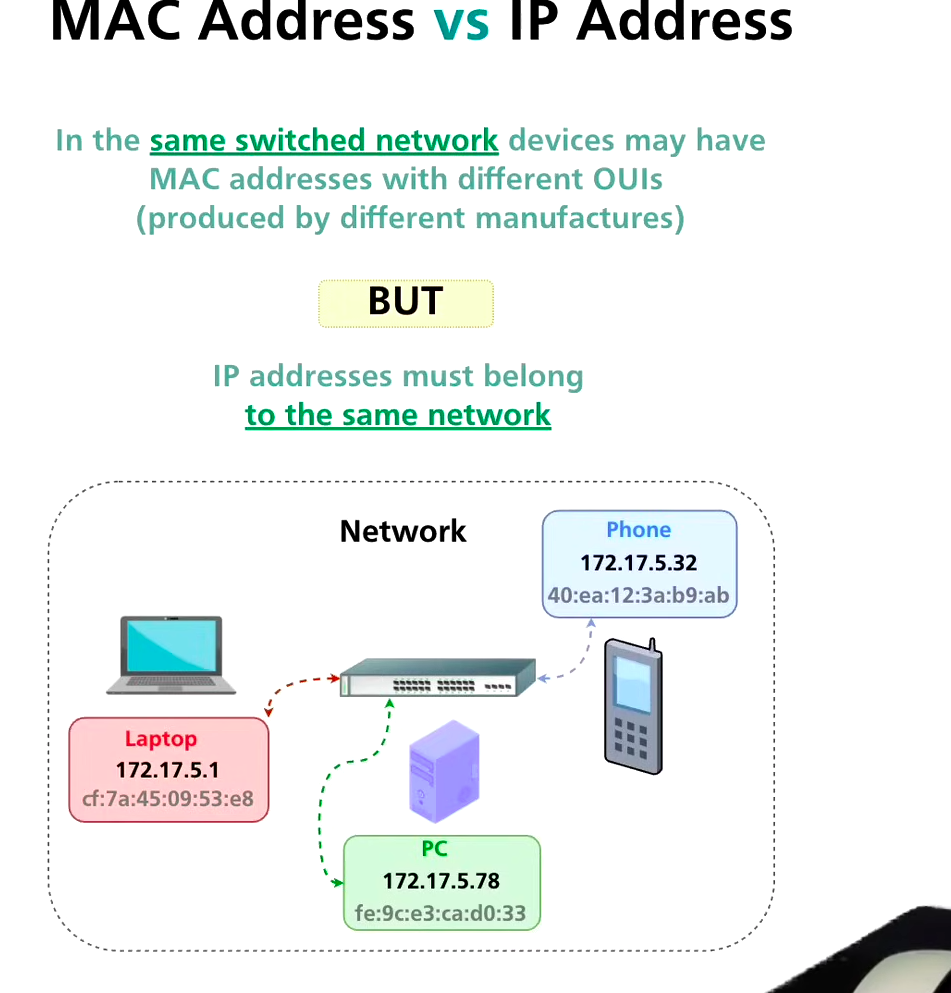 MAC Address vs IP Address
In the same switched network devices may have
MAC addresses with different OUIs
(produced by different manufactures)
BUT
IP addresses must belong
to the same network
Network
Phone
172.17.5.32
40:ea:12:3a:b9:ab
Laptop
172.17.5.1
cf:7a:45:09:53:e8
PC
172.17.5.78
fe:9c:e3:ca:d0:33